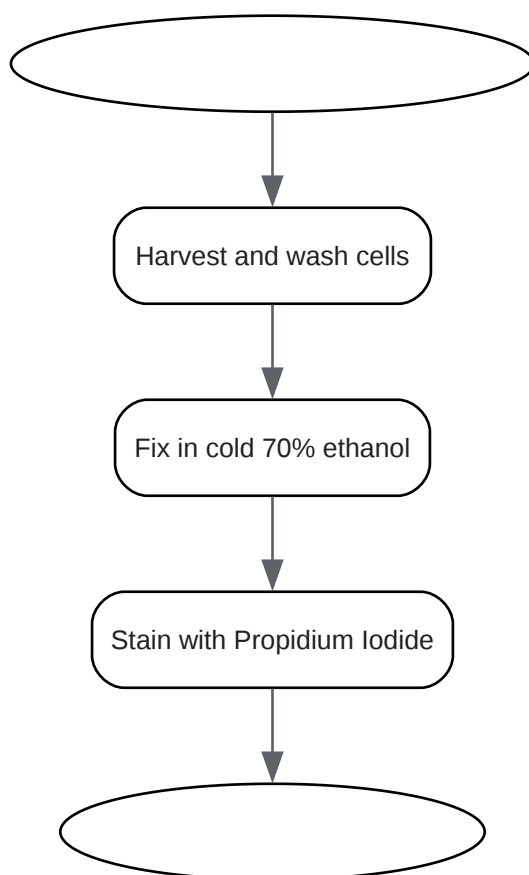 Harvest and wash cells
Fix in cold 70% ethanol
Stain with Propidium Iodide